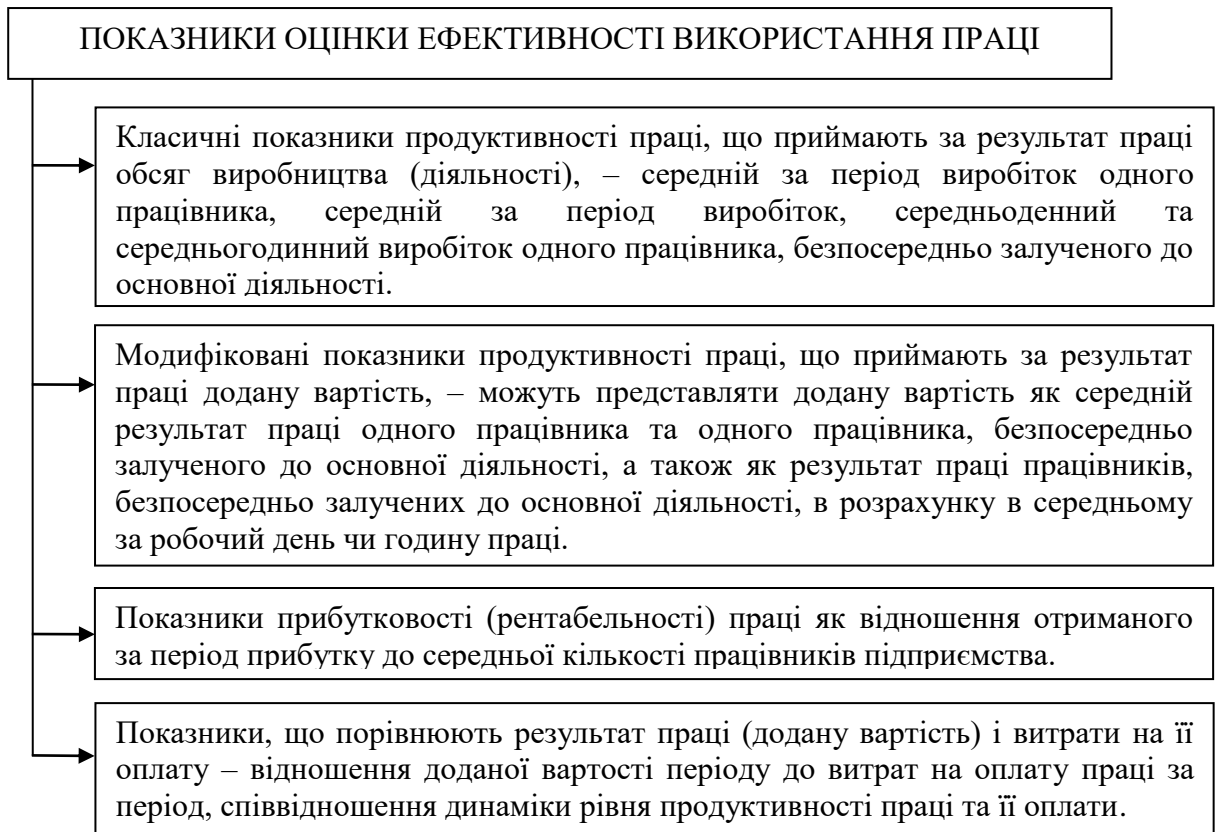 ПОКАЗНИКИ ОЦІНКИ ЕФЕКТИВНОСТІ ВИКОРИСТАННЯ ПРАЦІ
Класичні показники продуктивності праці, що приймають за результат праці
обсяг виробництва (діяльності), – середній за період виробіток одного
працівника, середній за період виробіток, середньоденний та
середньогодинний виробіток одного працівника, безпосередньо залученого до
основної діяльності.
Модифіковані показники продуктивності праці, що приймають за результат
праці додану вартість, – можуть представляти додану вартість як середній
результат праці одного працівника та одного працівника, безпосередньо
залученого до основної діяльності, а також як результат праці працівників,
безпосередньо залучених до основної діяльності, в розрахунку в середньому
за робочий день чи годину праці.
Показники прибутковості (рентабельності) праці як відношення отриманого
за період прибутку до середньої кількості працівників підприємства.
Показники, що порівнюють результат праці (додану вартість) і витрати на її
оплату – відношення доданої вартості періоду до витрат на оплату праці за
період, співвідношення динаміки рівня продуктивності праці та її оплати.